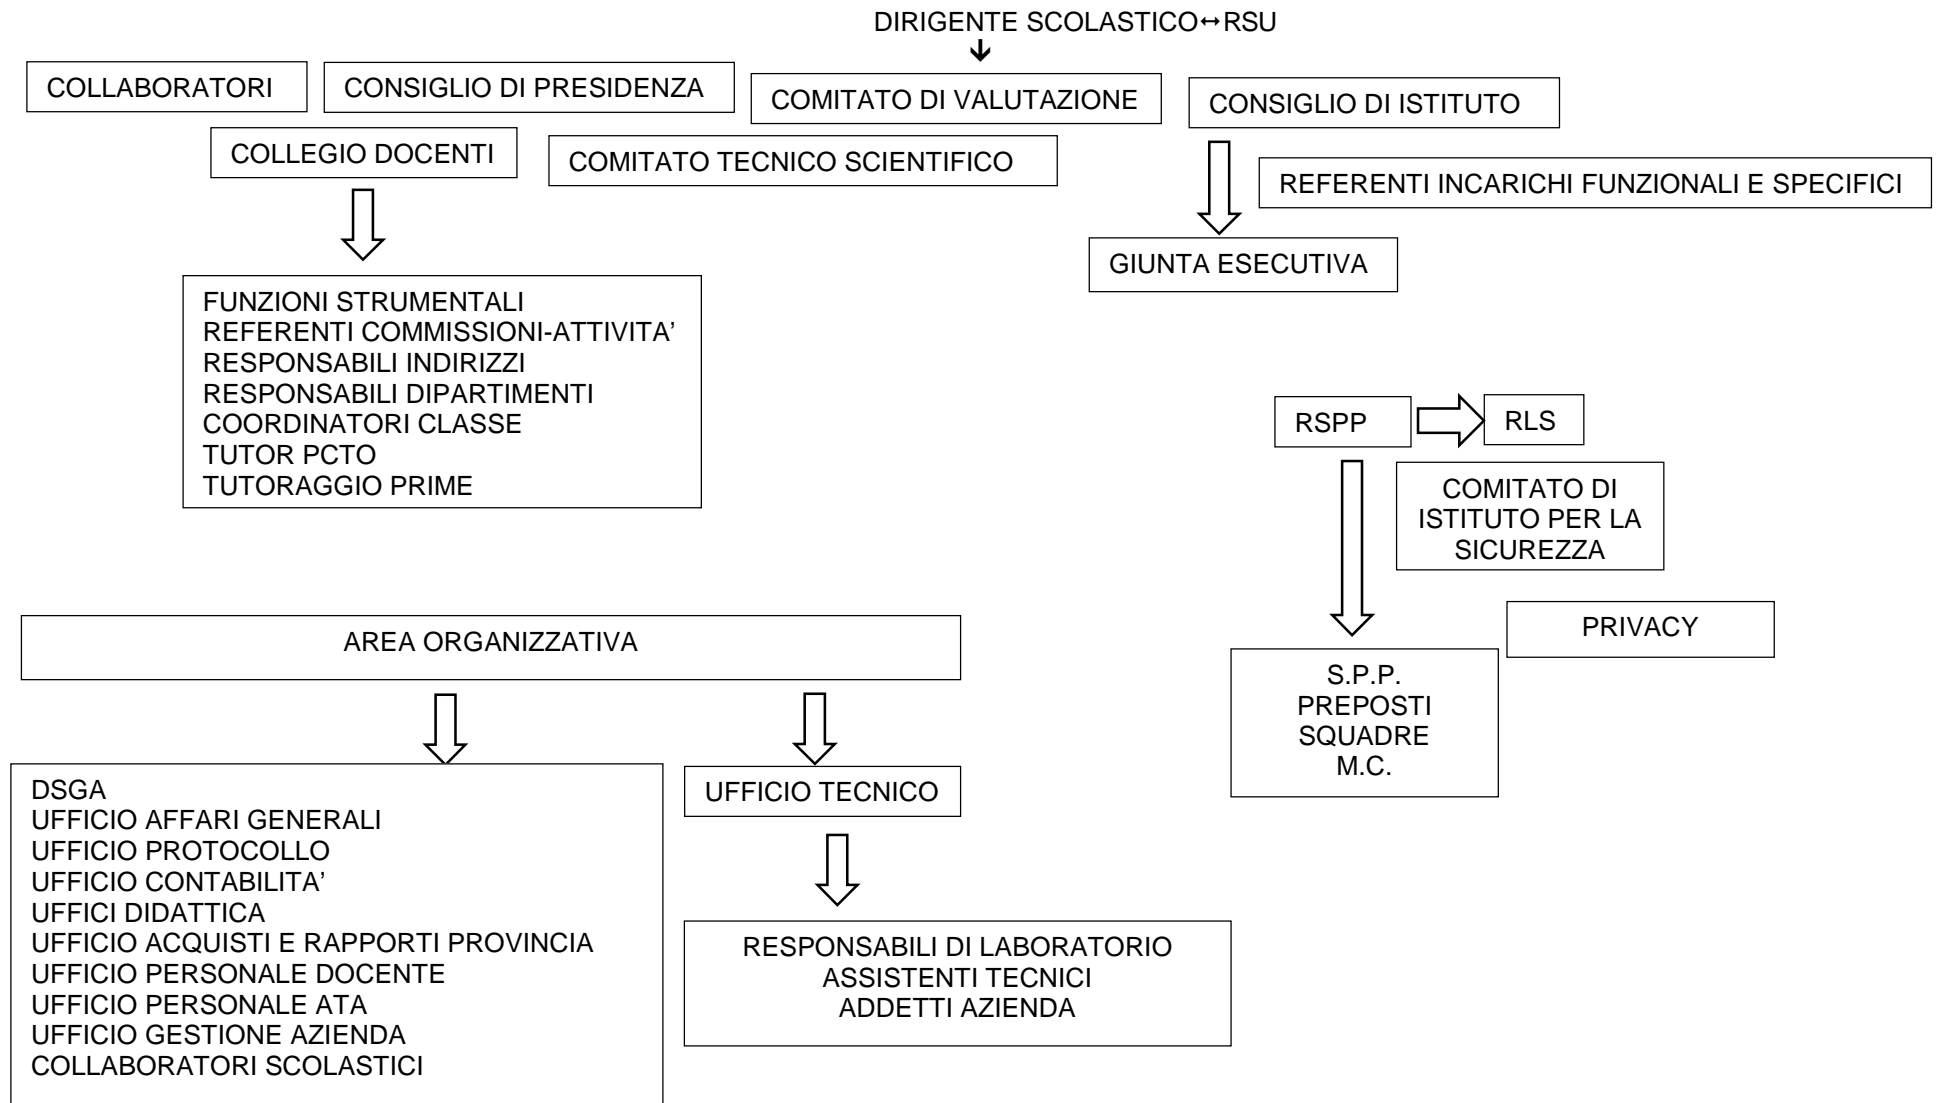 DIRIGENTE SCOLASTICO↔RSU
COLLABORATORI
CONSIGLIO DI PRESIDENZA
COMITATO DI VALUTAZIONE
CONSIGLIO DI ISTITUTO
COLLEGIO DOCENTI
COMITATO TECNICO SCIENTIFICO
REFERENTI INCARICHI FUNZIONALI E SPECIFICI
GIUNTA ESECUTIVA
FUNZIONI STRUMENTALI
REFERENTI COMMISSIONI-ATTIVITA’
RESPONSABILI INDIRIZZI
RESPONSABILI DIPARTIMENTI
COORDINATORI CLASSE
TUTOR PCTO
TUTORAGGIO PRIME
RSPP
RLS
COMITATO DI
ISTITUTO PER LA
SICUREZZA
PRIVACY
S.P.P.
PREPOSTI
SQUADRE
M.C.
AREA ORGANIZZATIVA
DSGA
UFFICIO AFFARI GENERALI
UFFICIO PROTOCOLLO
UFFICIO CONTABILITA’
UFFICI DIDATTICA
UFFICIO ACQUISTI E RAPPORTI PROVINCIA
UFFICIO PERSONALE DOCENTE
UFFICIO PERSONALE ATA
UFFICIO GESTIONE AZIENDA
COLLABORATORI SCOLASTICI
UFFICIO TECNICO
RESPONSABILI DI LABORATORIO
ASSISTENTI TECNICI
ADDETTI AZIENDA